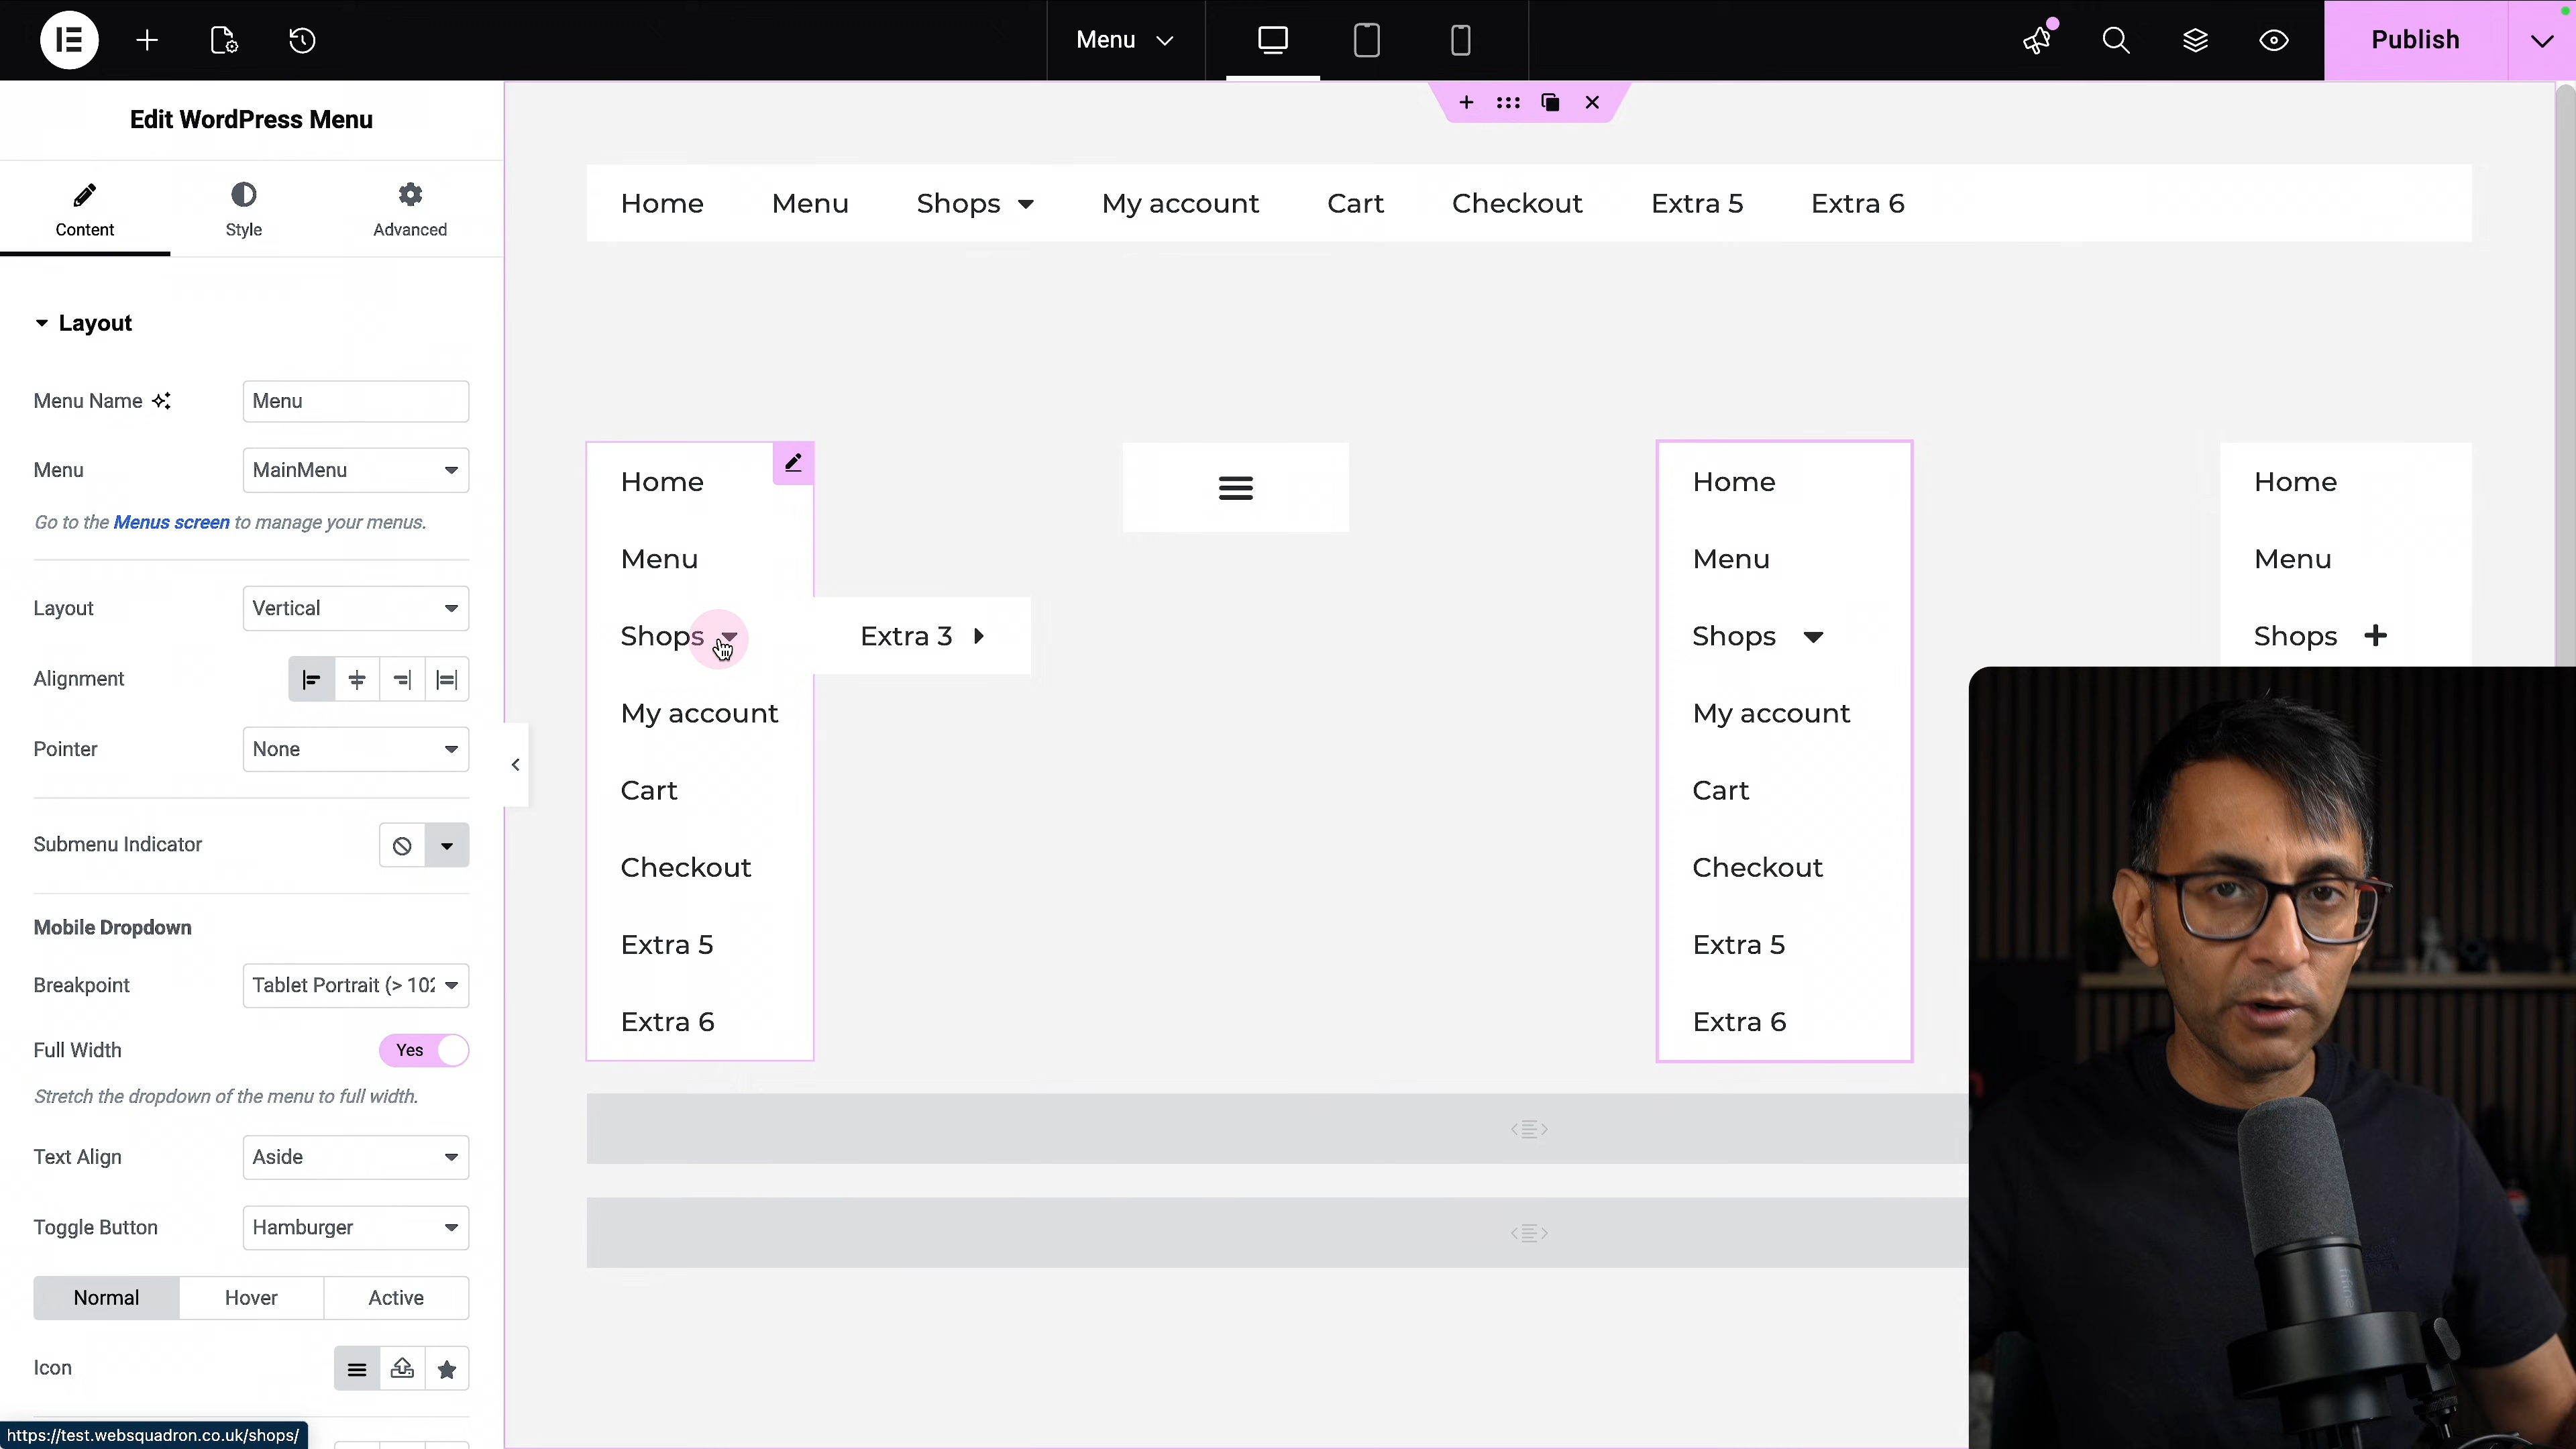 Menu
Publish
Edit WordPress Menu
Content
Style
Advanced
Layout
Menu Name
Menu
Menu
MainMenu
Go to the Menus screen to manage your menus.
Layout
Vertical
Alignment
Pointer
None
Submenu Indicator
Mobile Dropdown
Breakpoint
Tablet Portrait (> 102
Full Width
Yes
Stretch the dropdown of the menu to full width.
Text Align
Aside
Toggle Button
Hamburger
Normal
Hover
Active
Icon
https://test.websquadron.co.uk/shops/
Home
Menu
Shops
My account
Cart
Checkout
Extra 5
Extra 6
Home
Menu
Shops
Extra 3
My account
Cart
Checkout
Extra 5
Extra 6
Home
Menu
Shops
My account
Cart
Checkout
Extra 5
Extra 6
Home
Menu
Shops